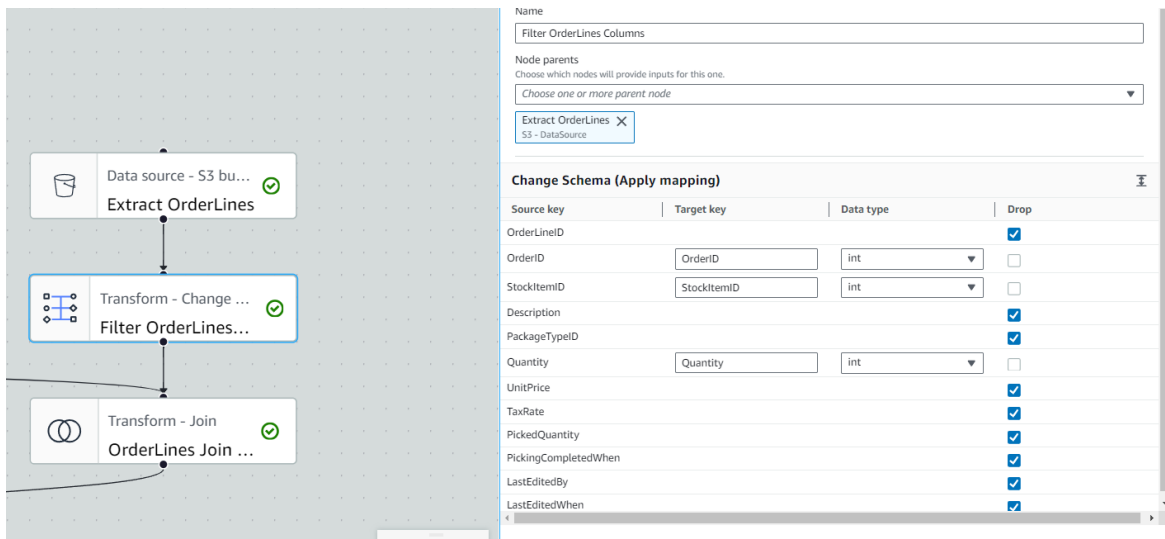 Data source - S3 bu...
Extract OrderLines
Transform - Change ...
Filter OrderLines...
Transform - Join
OrderLines Join ...
Name
Filter OrderLines Columns
Node parents
Choose which nodes will provide inputs for this one.
Choose one or more parent node
Extract OrderLines
S3 - DataSource
Change Schema (Apply mapping)
Source key Target key Data type Drop
OrderLineID
OrderID OrderID int
StockItemID StockItemID int
Description
PackageTypeID
Quantity Quantity int
UnitPrice
TaxRate
PickedQuantity
PickingCompletedWhen
LastEditedBy
LastEditedWhen